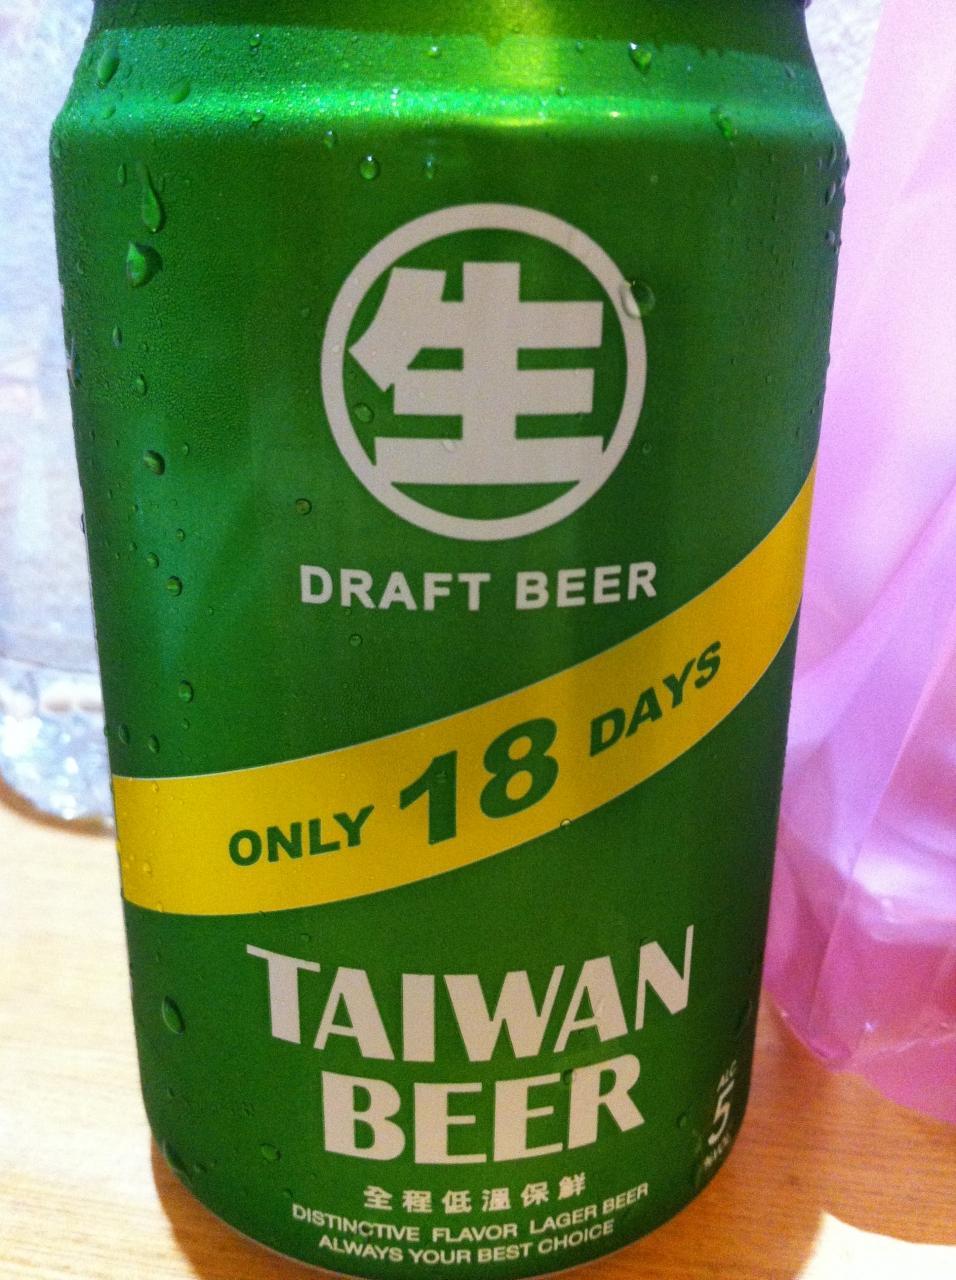 生
DRAFT BEER
ONLY 18 DAYS
TAIWAN
BEER
ALC
5
全程低溫保鮮
DISTINCTIVE FLAVOR LAGER BEER
ALWAYS YOUR BEST CHOICE